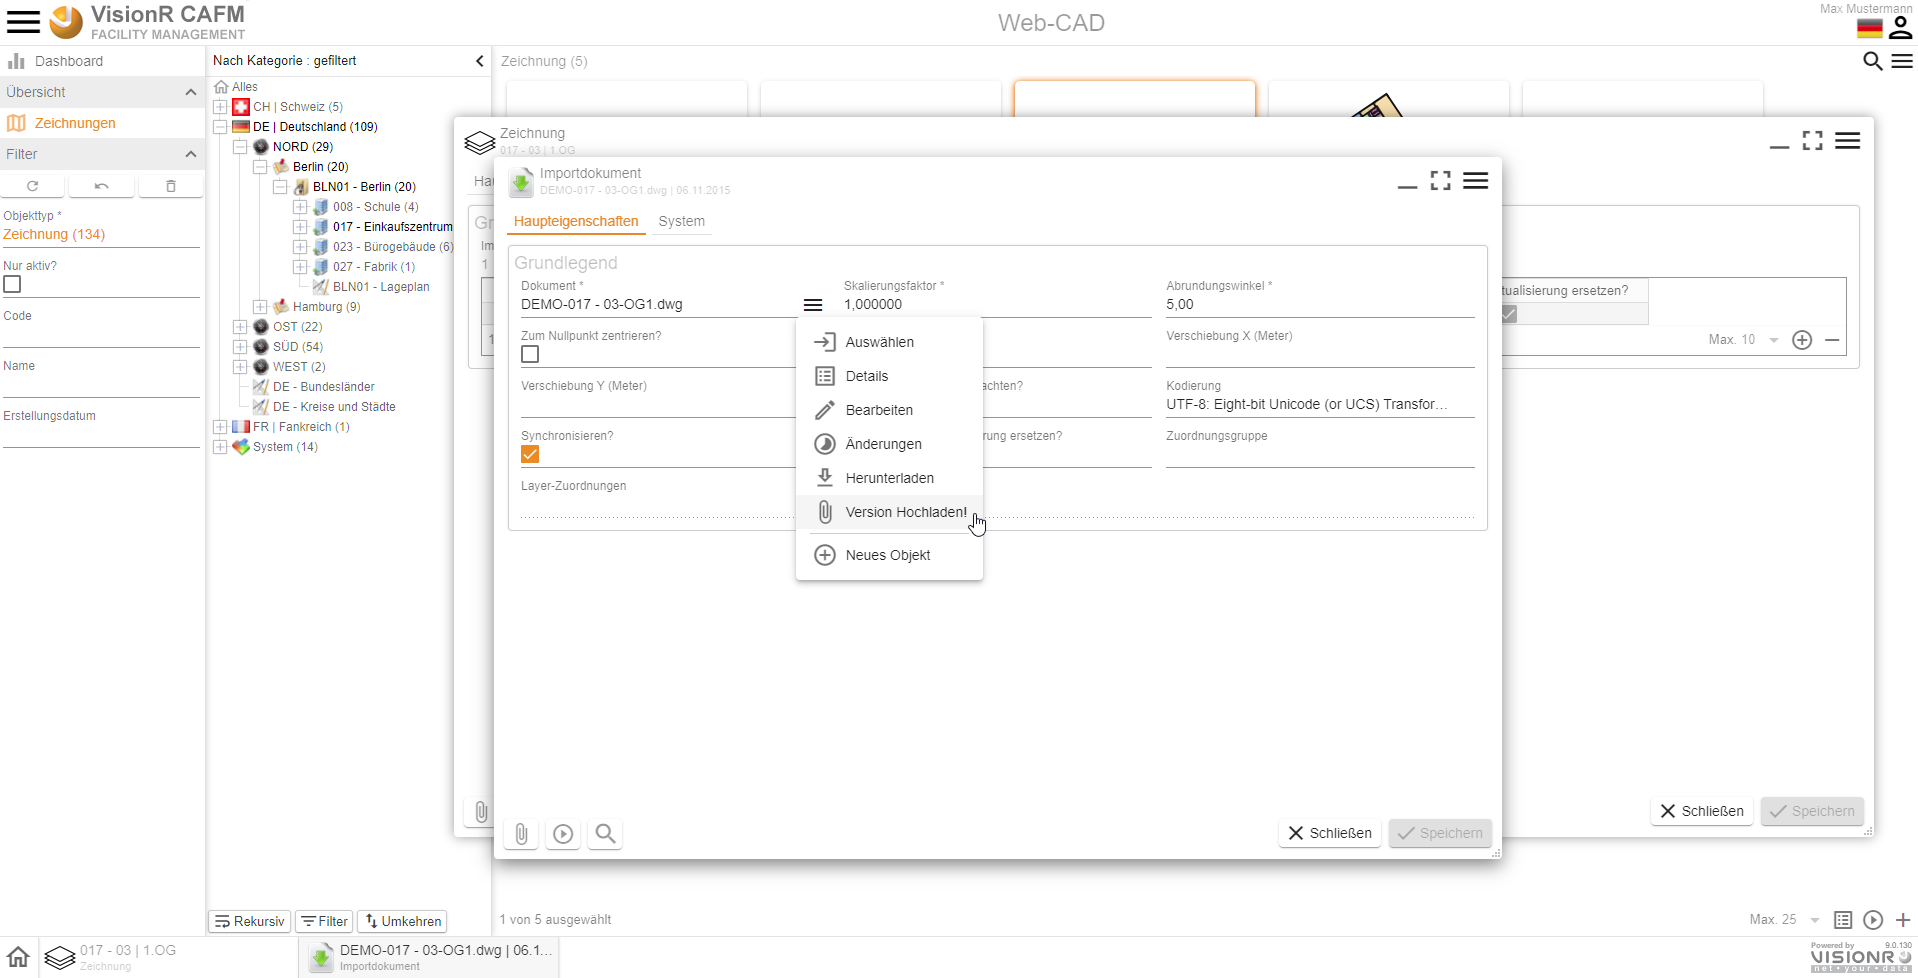 VisionR CAFM
FACILITY MANAGEMENT
Web-CAD
Max Mustermann
Dashboard
Übersicht
Zeichnungen
Filter
Objekttyp *
Zeichnung (134)
Nur aktiv?
Code
Name
Erstellungsdatum
Nach Kategorie : gefiltert
Alles
CH | Schweiz (5)
DE | Deutschland (109)
NORD (29)
Berlin (20)
BLN01 - Berlin (20)
008 - Schule (4)
017 - Einkaufszentrum
023 - Bürogebäude (6)
027 - Fabrik (1)
BLN01 - Lageplan
Hamburg (9)
OST (22)
SÜD (54)
WEST (2)
DE - Bundesländer
DE - Kreise und Städte
FR | Fankreich (1)
System (14)
Rekursiv
Filter
Umkehren
Zeichnung (5)
Zeichnung
017 - 03 | 1.OG
Hau
Gr
Im
1
1
tualisierung ersetzen?
Max. 10
Schließen
Speichern
Importdokument
DEMO-017 - 03-OG1.dwg | 06.11.2015
Haupteigenschaften
System
Grundlegend
Dokument *
DEMO-017 - 03-OG1.dwg
Skalierungsfaktor *
1,000000
Abrundungswinkel *
5,00
Zum Nullpunkt zentrieren?
Verschiebung X (Meter)
Verschiebung Y (Meter)
achten?
Kodierung
UTF-8: Eight-bit Unicode (or UCS) Transfor...
Synchronisieren?
rung ersetzen?
Zuordnungsgruppe
Layer-Zuordnungen
Auswählen
Details
Bearbeiten
Änderungen
Herunterladen
Version Hochladen!
Neues Objekt
Schließen
Speichern
1 von 5 ausgewählt
Max. 25
017 - 03 | 1.OG
Zeichnung
DEMO-017 - 03-OG1.dwg | 06.1...
Importdokument
Powered by
9.0.130
VISIONR
net · your · data